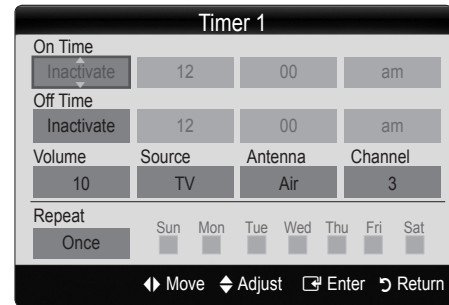 Timer 1
On Time
Inactivate 12 00 am
Off Time
Inactivate 12 00 am
Volume Source Antenna Channel
10 TV Air 3
Repeat Sun Mon Tue Wed Thu Fri Sat
Once
Move Adjust Enter Return